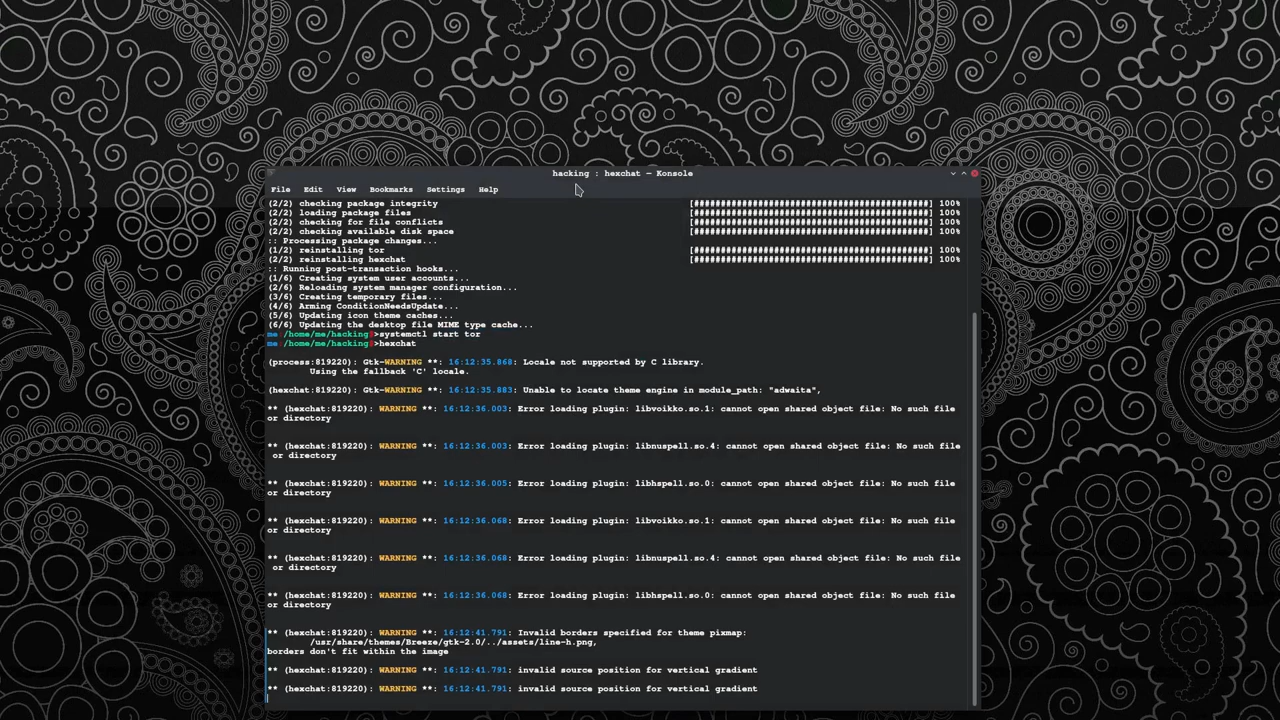 hacking : hexchat — Konsole
File Edit View Bookmarks Settings Help
(2/2) checking package integrity [######################################] 100%
(2/2) loading package files [######################################] 100%
(2/2) checking for file conflicts [######################################] 100%
(2/2) checking available disk space [######################################] 100%
:: Processing package changes...
(1/2) reinstalling tor [######################################] 100%
(2/2) reinstalling hexchat [######################################] 100%
:: Running post-transaction hooks...
(1/6) Creating system user accounts...
(2/6) Reloading system manager configuration...
(3/6) Creating temporary files...
(4/6) Arming ConditionNeedsUpdate...
(5/6) Updating icon theme caches...
(6/6) Updating the desktop file MIME type cache...
me /home/me/hacking $>systemctl start tor
me /home/me/hacking $>hexchat
(process:819220): Gtk-WARNING **: 16:12:35.868: Locale not supported by C library.
Using the fallback 'C' locale.
(hexchat:819220): Gtk-WARNING **: 16:12:35.883: Unable to locate theme engine in module_path: "adwaita",
** (hexchat:819220): WARNING **: 16:12:36.003: Error loading plugin: libvoikko.so.1: cannot open shared object file: No such file
or directory
** (hexchat:819220): WARNING **: 16:12:36.003: Error loading plugin: libnuspell.so.4: cannot open shared object file: No such file
or directory
** (hexchat:819220): WARNING **: 16:12:36.005: Error loading plugin: libhspell.so.0: cannot open shared object file: No such file
or directory
** (hexchat:819220): WARNING **: 16:12:36.068: Error loading plugin: libvoikko.so.1: cannot open shared object file: No such file
or directory
** (hexchat:819220): WARNING **: 16:12:36.068: Error loading plugin: libnuspell.so.4: cannot open shared object file: No such file
or directory
** (hexchat:819220): WARNING **: 16:12:36.068: Error loading plugin: libhspell.so.0: cannot open shared object file: No such file
or directory
** (hexchat:819220): WARNING **: 16:12:41.791: Invalid borders specified for theme pixmap:
/usr/share/themes/Breeze/gtk-2.0/../assets/line-h.png,
borders don't fit within the image
** (hexchat:819220): WARNING **: 16:12:41.791: invalid source position for vertical gradient
** (hexchat:819220): WARNING **: 16:12:41.791: invalid source position for vertical gradient